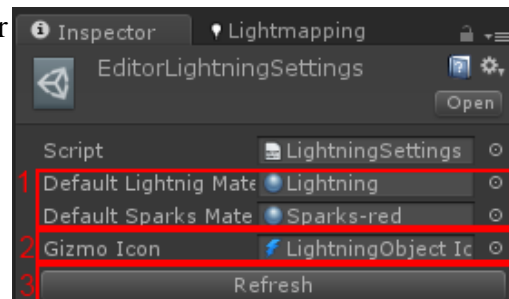 r
Inspector Lightmapping
EditorLightningSettings
Open
Script LightningSettings
1 Default Lightnig Mate Lightning
Default Sparks Mate Sparks-red
2 Gizmo Icon LightningObject Ic
3 Refresh